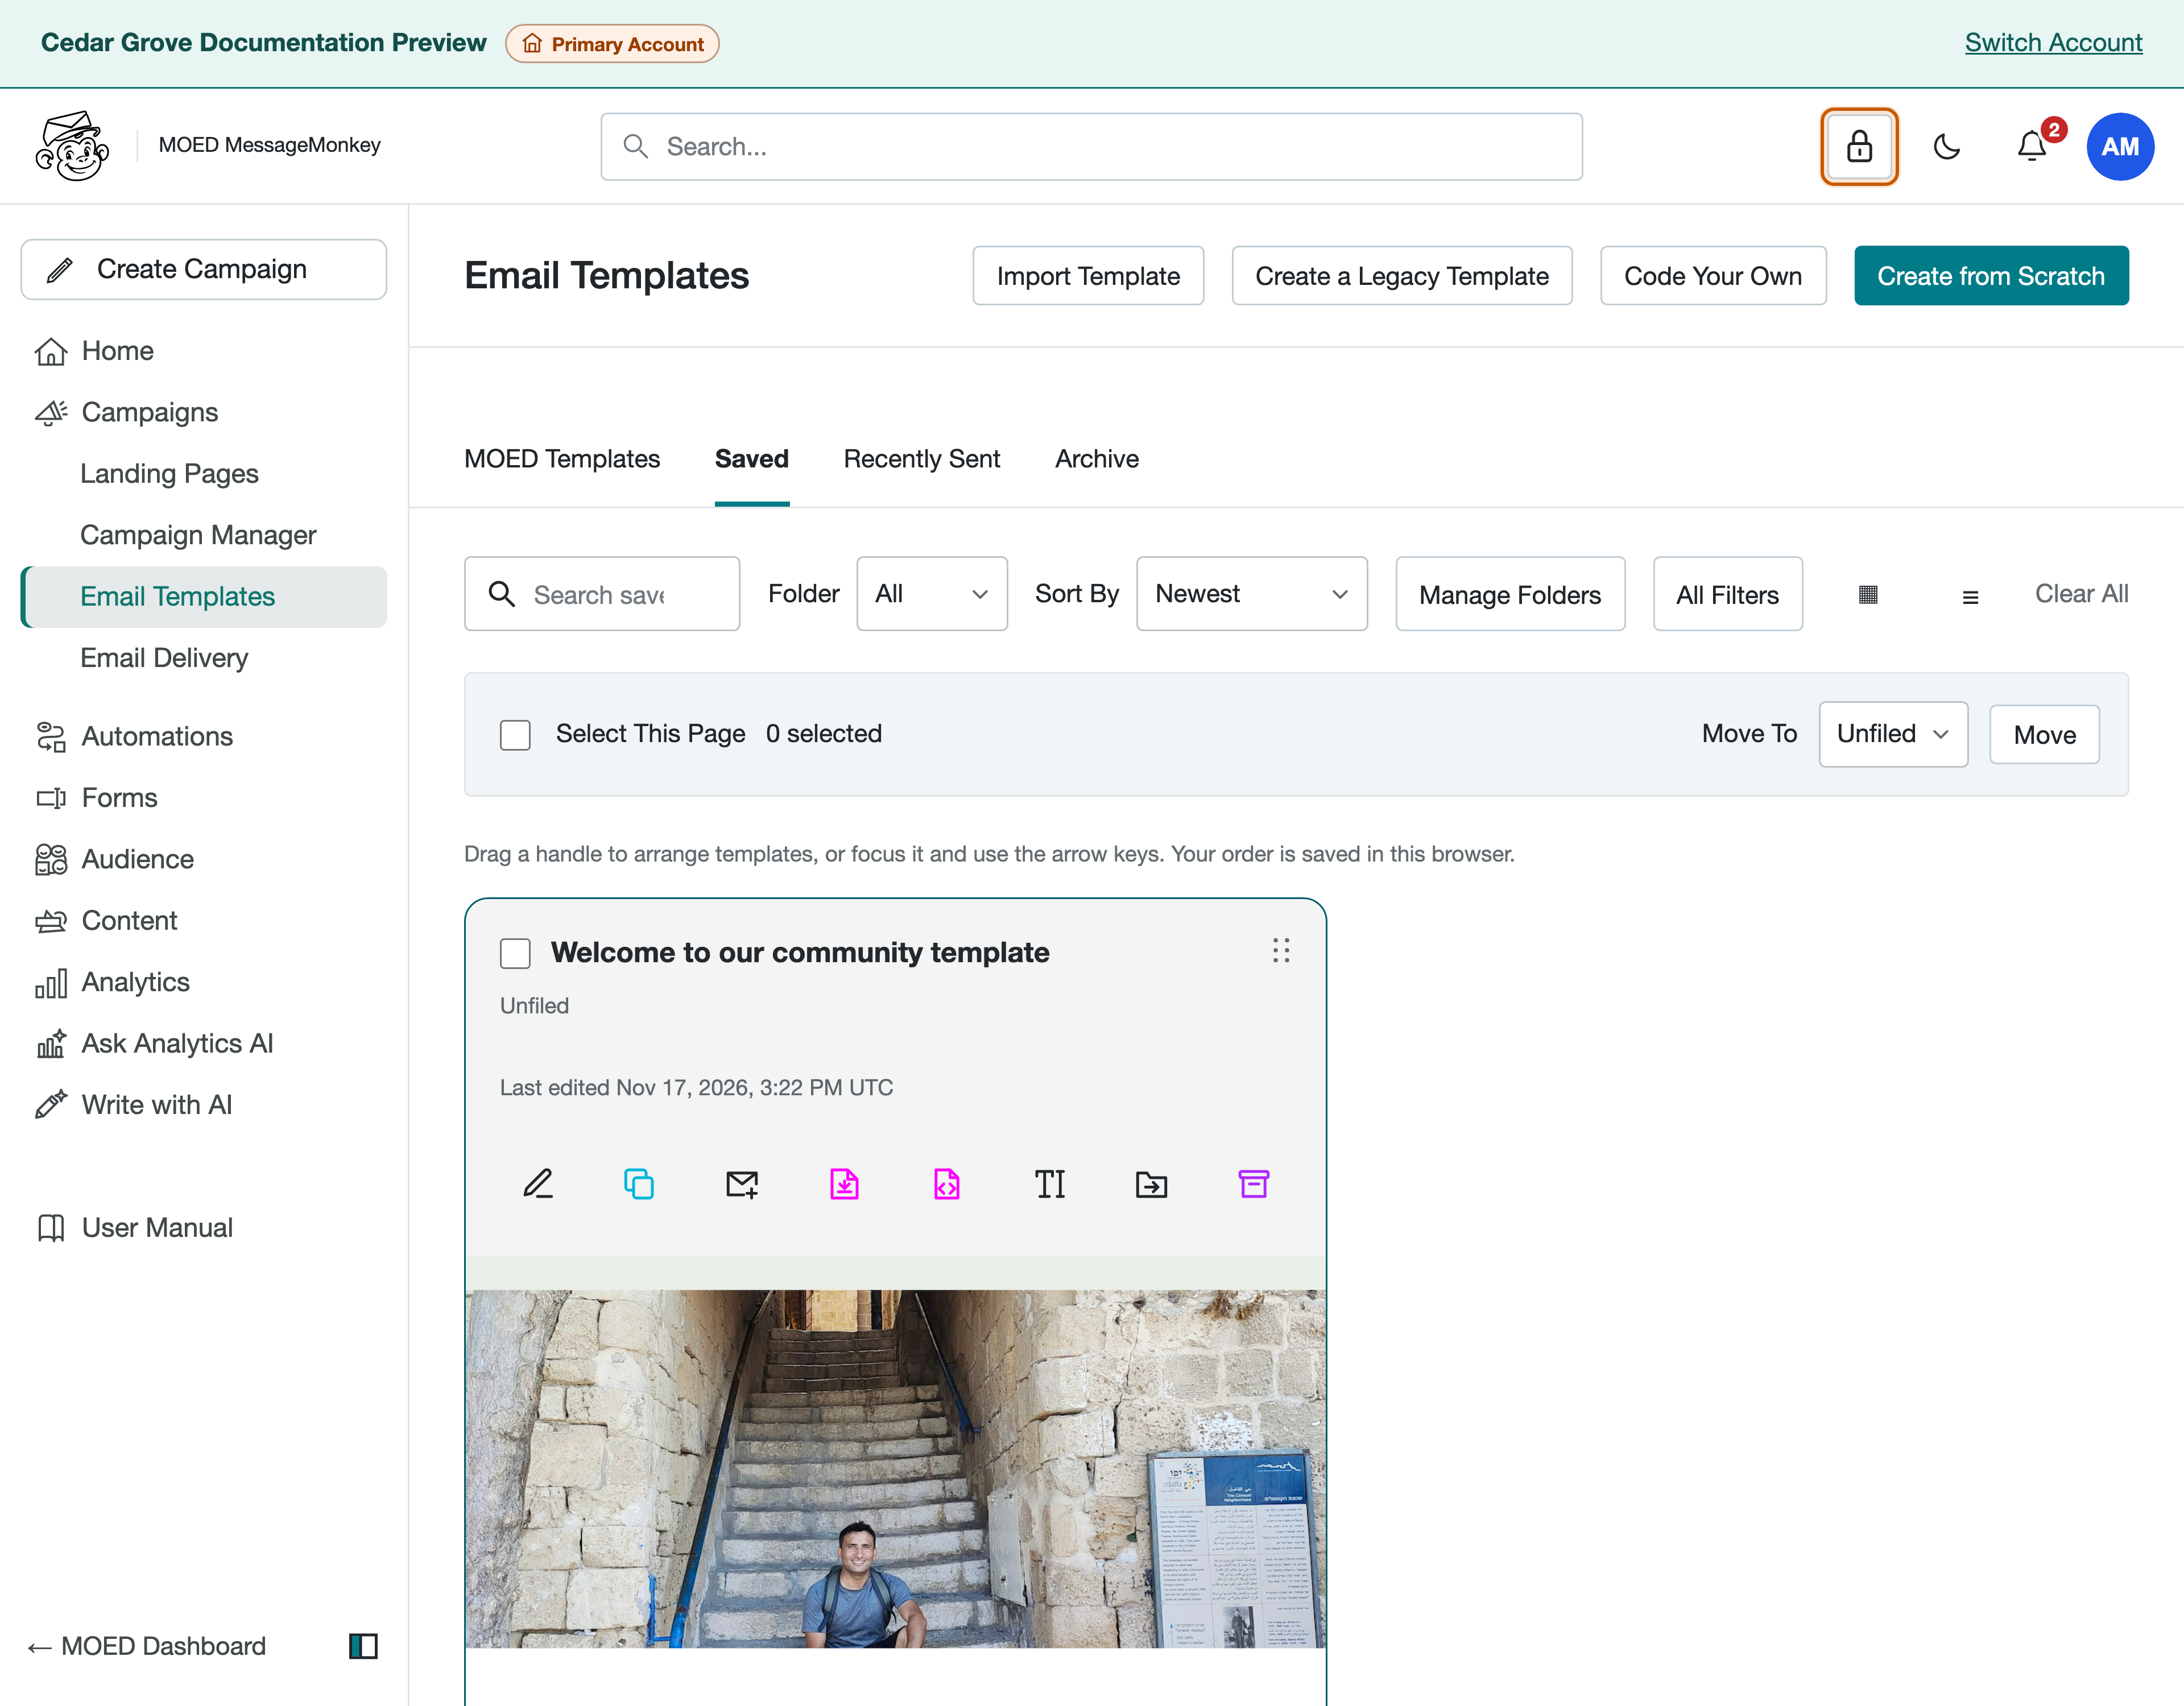 Cedar Grove Documentation Preview
Primary Account
Switch Account
MOED MessageMonkey
Search...
2
AM
Create Campaign
Home
Campaigns
Landing Pages
Campaign Manager
Email Templates
Email Delivery
Automations
Forms
Audience
Content
Analytics
Ask Analytics AI
Write with AI
User Manual
← MOED Dashboard
Email Templates
Import Template
Create a Legacy Template
Code Your Own
Create from Scratch
MOED Templates
Saved
Recently Sent
Archive
Search save
Folder
All
Sort By
Newest
Manage Folders
All Filters
Clear All
Select This Page
0 selected
Move To
Unfiled
Move
Drag a handle to arrange templates, or focus it and use the arrow keys. Your order is saved in this browser.
Welcome to our community template
Unfiled
Last edited Nov 17, 2026, 3:22 PM UTC